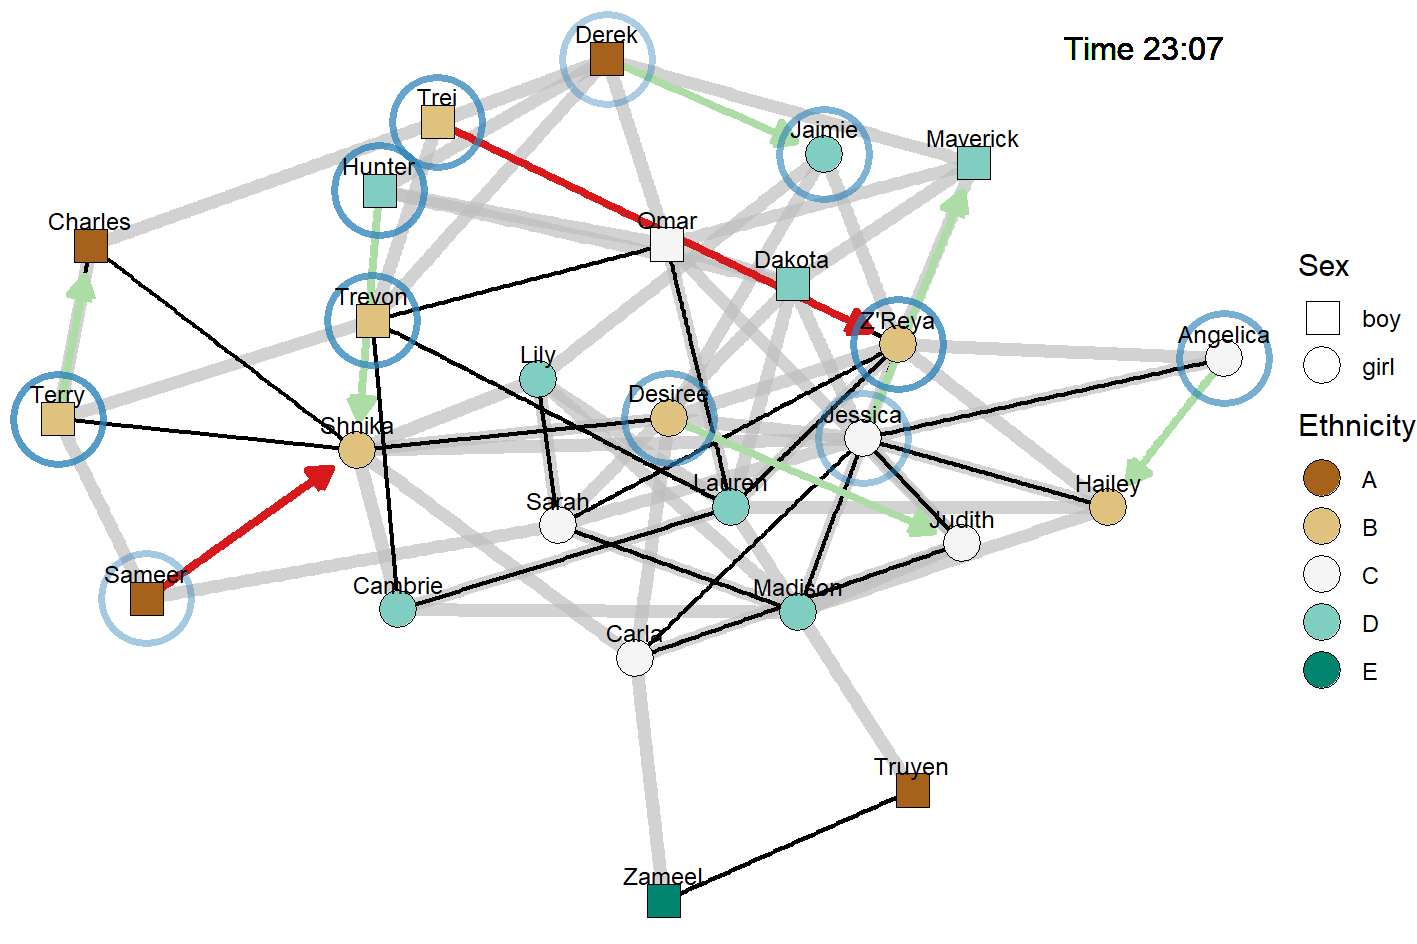 Derek
Time 23:07
Trei
Jaimie
Maverick
Hunter
Charles
Omar
Dakota
Sex
Trevon
Z'Reya
boy
Angelica
Lily
girl
Terry
Desiree
Jessica
Shnika
Ethnicity
Lauren
Hailey
A
Sarah
Judith
B
Sameer
Cambrie
Madison
C
Carla
D
E
Truyen
Zameel